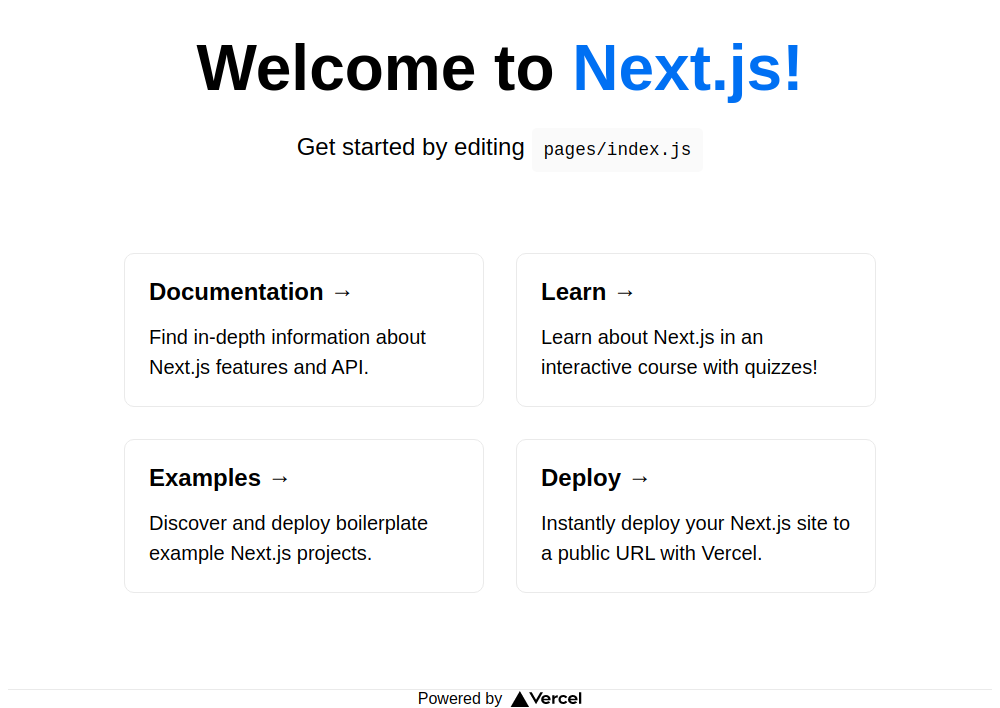 Welcome to Next.js!
Get started by editing pages/index.js
Documentation →
Find in-depth information about
Next.js features and API.
Learn →
Learn about Next.js in an
interactive course with quizzes!
Examples →
Discover and deploy boilerplate
example Next.js projects.
Deploy →
Instantly deploy your Next.js site to
a public URL with Vercel.
Powered by Vercel